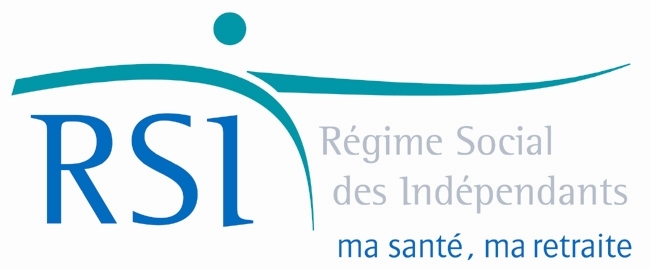 RSI
Régime Social
des Indépendants
ma santé, ma retraite